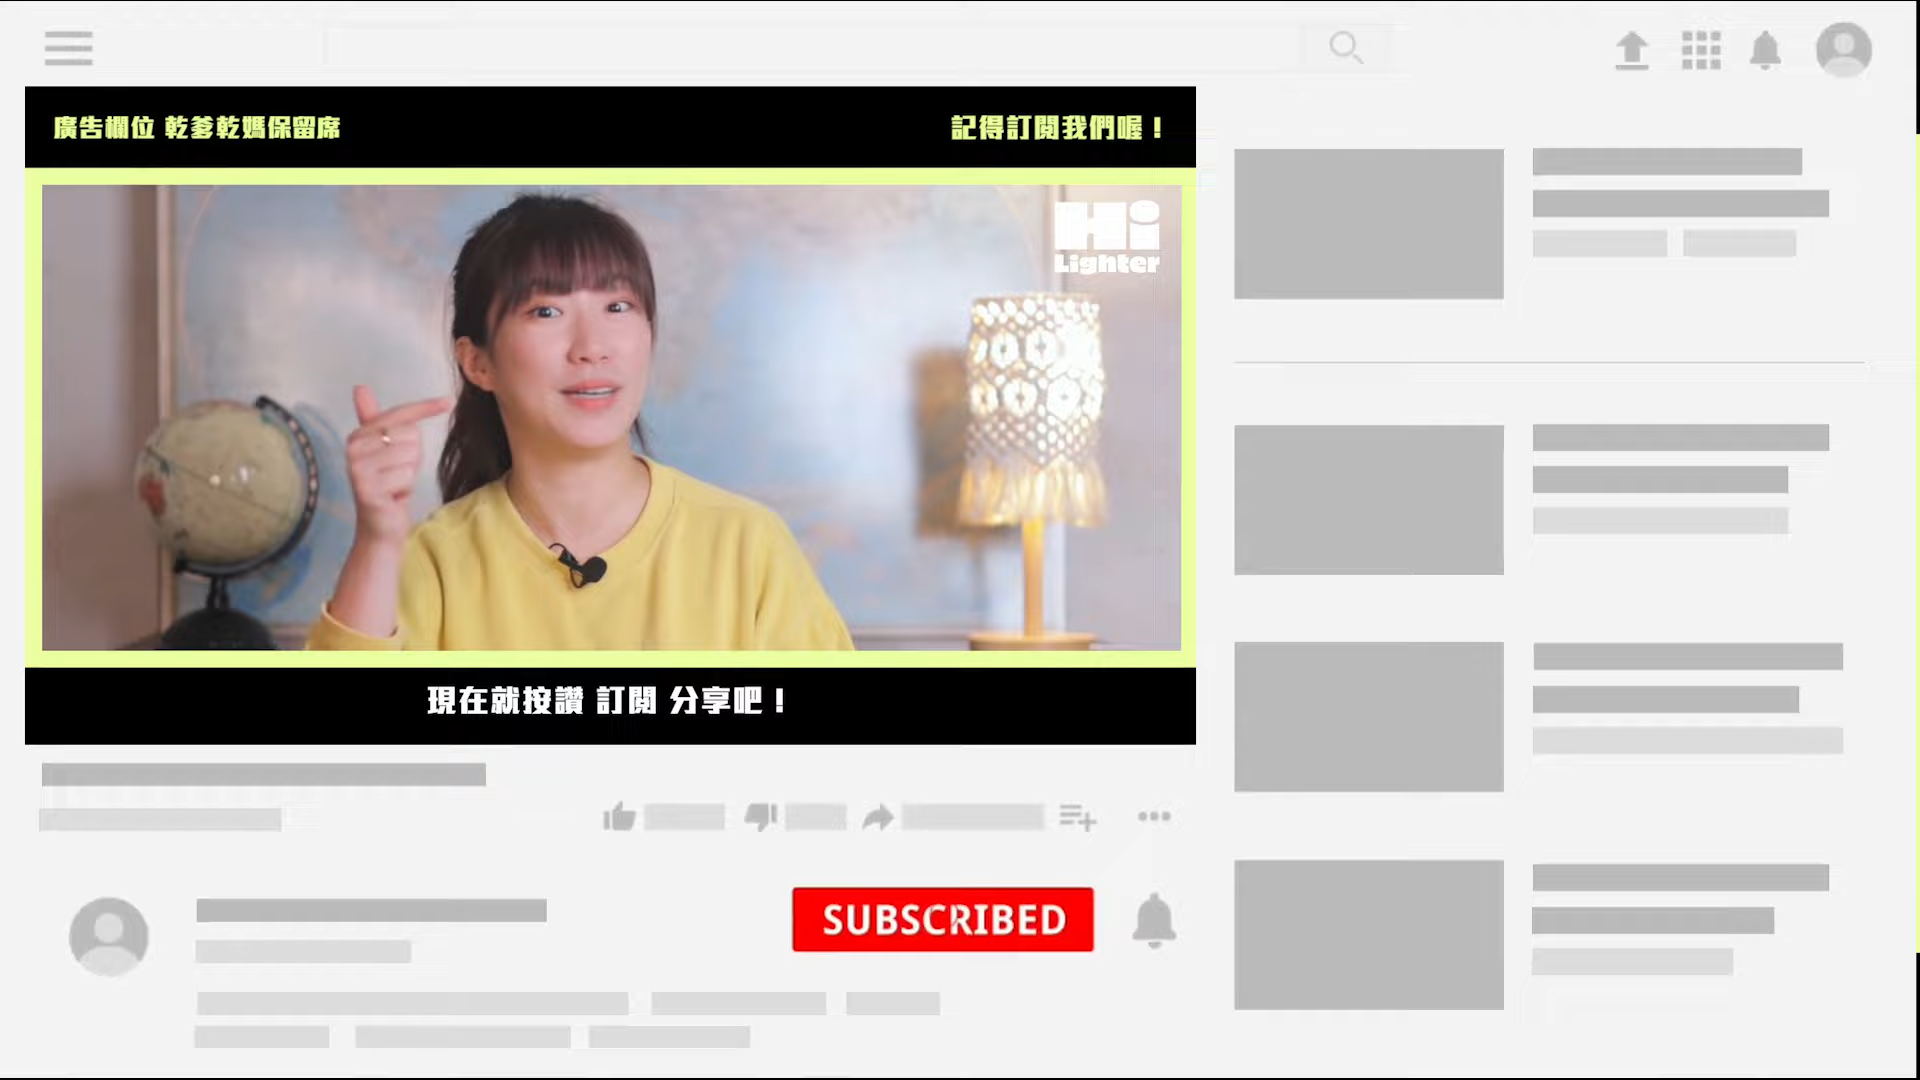 廣告欄位 乾爹乾媽保留席
記得訂閱我們喔！
Hi
Lighter
現在就按讚 訂閱 分享吧！
SUBSCRIBED